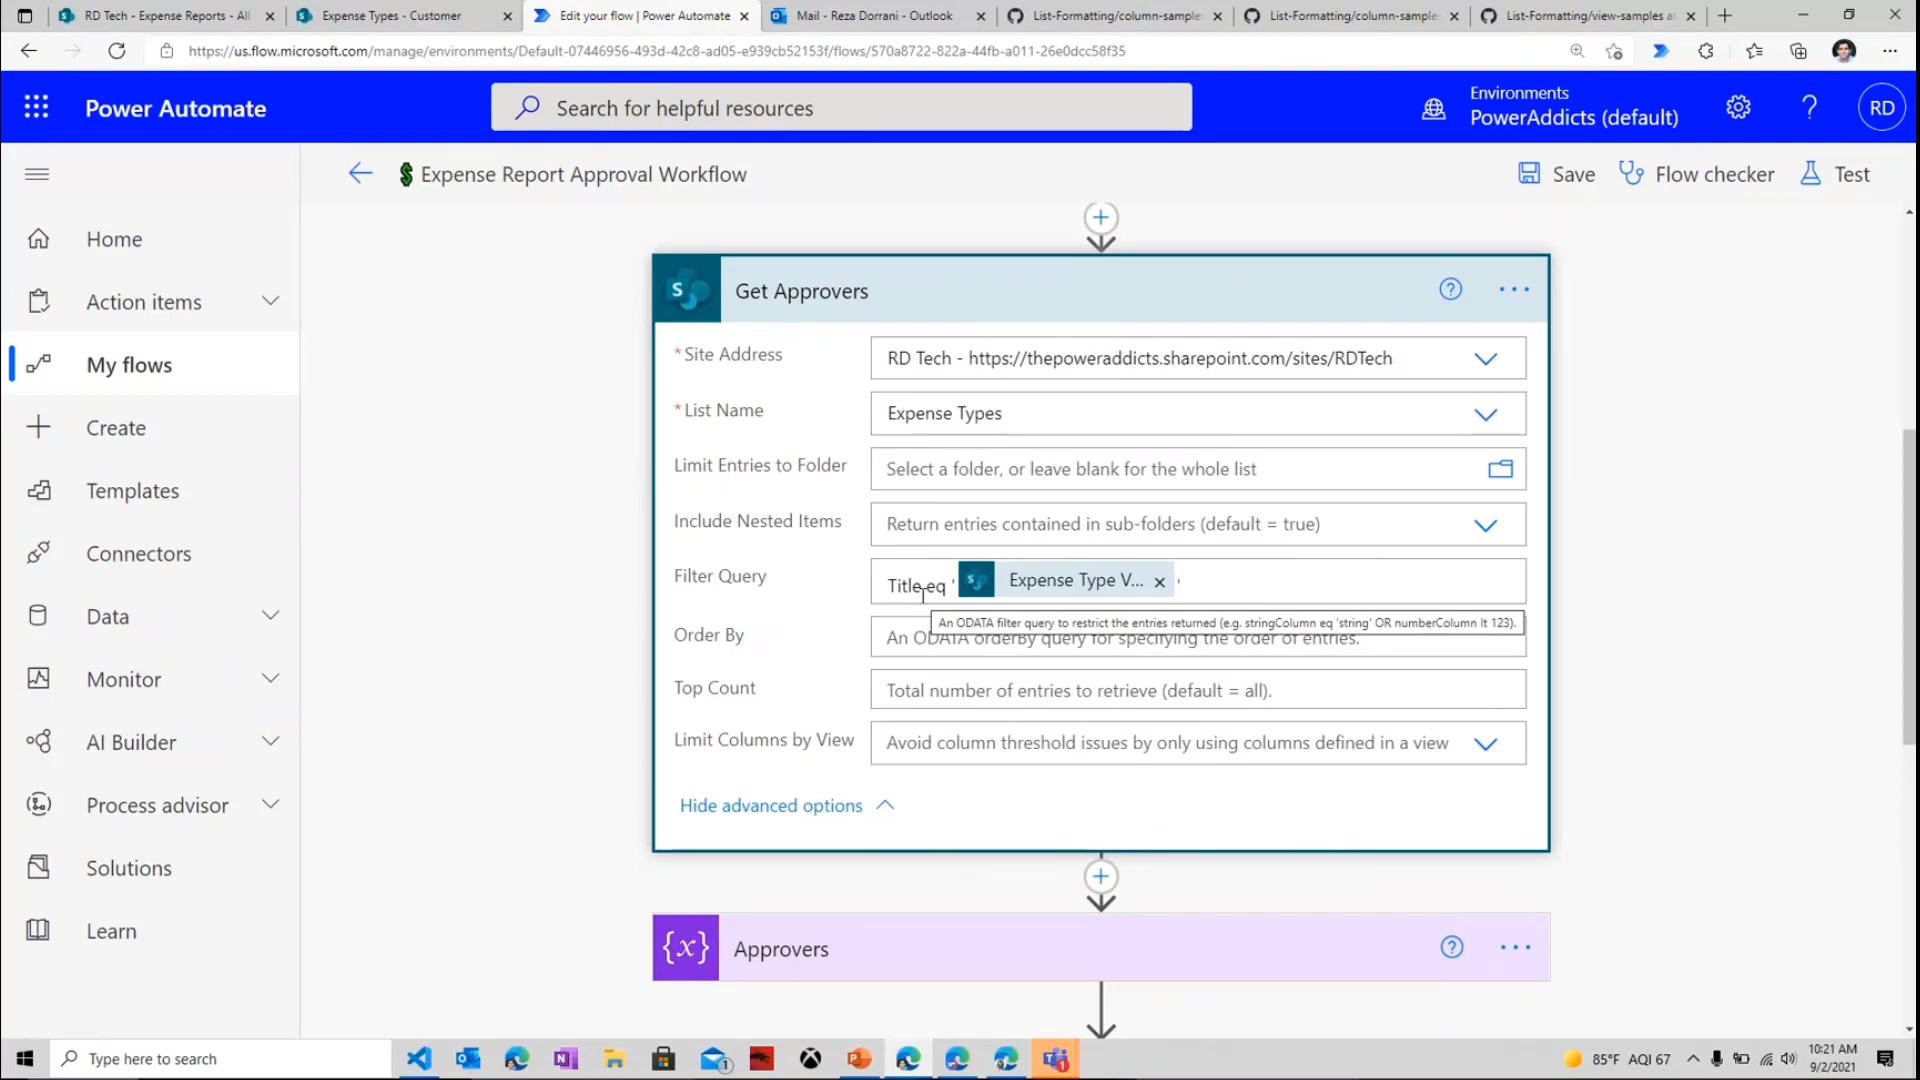 RD Tech - Expense Reports - All
Expense Types - Customer
Edit your flow | Power Automate
Mail - Reza Dorrani - Outlook
List-Formatting/column-sample
List-Formatting/column-sample
List-Formatting/view-samples a
https://us.flow.microsoft.com/manage/environments/Default-07446956-493d-42c8-ad05-e939cb52153f/flows/570a8722-822a-44fb-a011-26e0dcc58f35
Power Automate
Search for helpful resources
Environments
PowerAddicts (default)
?
RD
$ Expense Report Approval Workflow
Save
Flow checker
Test
Home
Action items
My flows
Create
Templates
Connectors
Data
Monitor
AI Builder
Process advisor
Solutions
Learn
S
Get Approvers
?
* Site Address
RD Tech - https://thepoweraddicts.sharepoint.com/sites/RDTech
* List Name
Expense Types
Limit Entries to Folder
Select a folder, or leave blank for the whole list
Include Nested Items
Return entries contained in sub-folders (default = true)
Filter Query
Title eq ' S Expense Type V... × '
An ODATA filter query to restrict the entries returned (e.g. stringColumn eq 'string' OR numberColumn lt 123).
Order By
An ODATA orderBy query for specifying the order of entries.
Top Count
Total number of entries to retrieve (default = all).
Limit Columns by View
Avoid column threshold issues by only using columns defined in a view
Hide advanced options
{x}
Approvers
?
Type here to search
85°F AQI 67
10:21 AM
9/2/2021